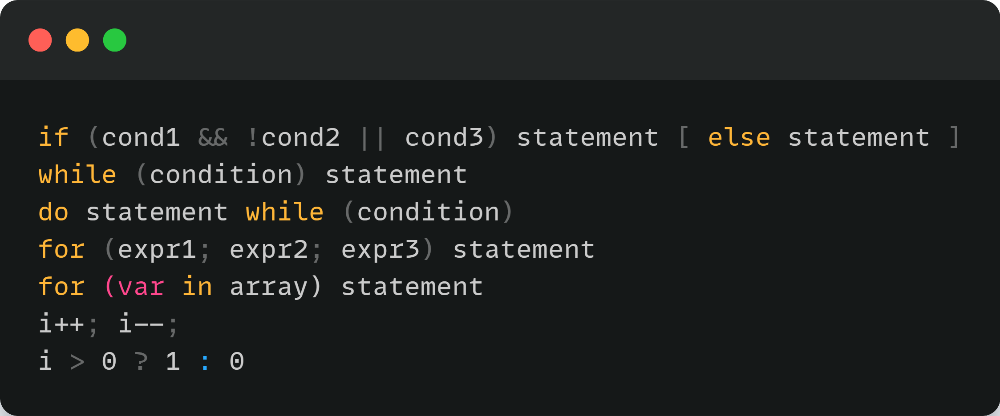 if (cond1 && !cond2 || cond3) statement [ else statement ]
while (condition) statement
do statement while (condition)
for (expr1; expr2; expr3) statement
for (var in array) statement
i++; i--;
i > 0 ? 1 : 0